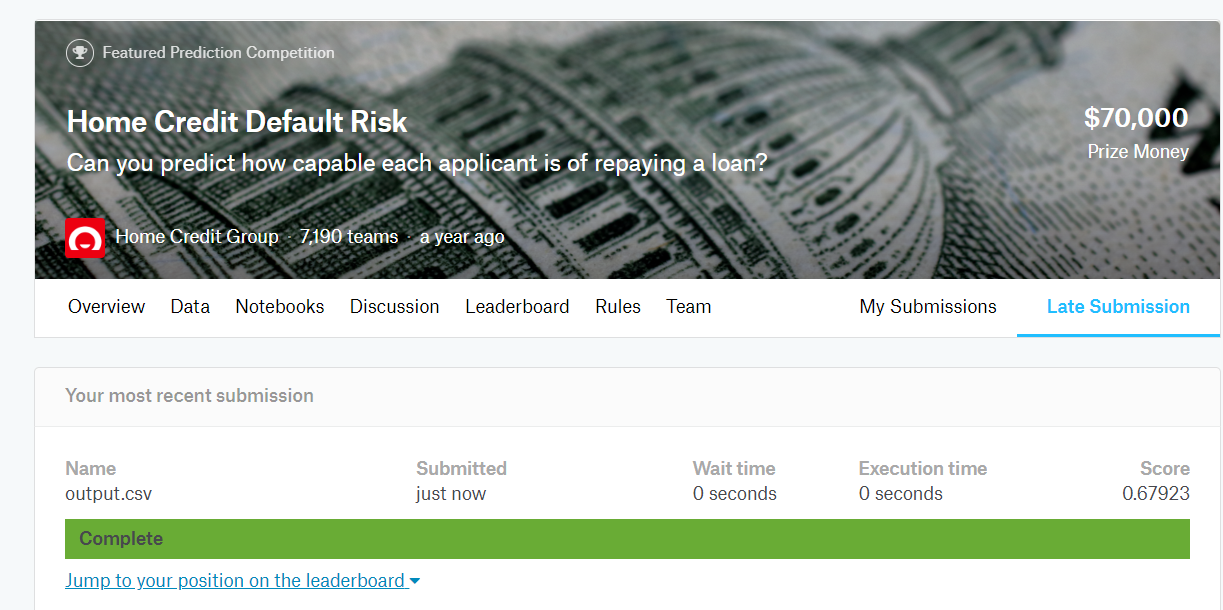 Featured Prediction Competition
Home Credit Default Risk
Can you predict how capable each applicant is of repaying a loan?
$70,000
Prize Money
Home Credit Group · 7,190 teams · a year ago
Overview Data Notebooks Discussion Leaderboard Rules Team My Submissions Late Submission
Your most recent submission
Name Submitted Wait time Execution time Score
output.csv just now 0 seconds 0 seconds 0.67923
Complete
Jump to your position on the leaderboard